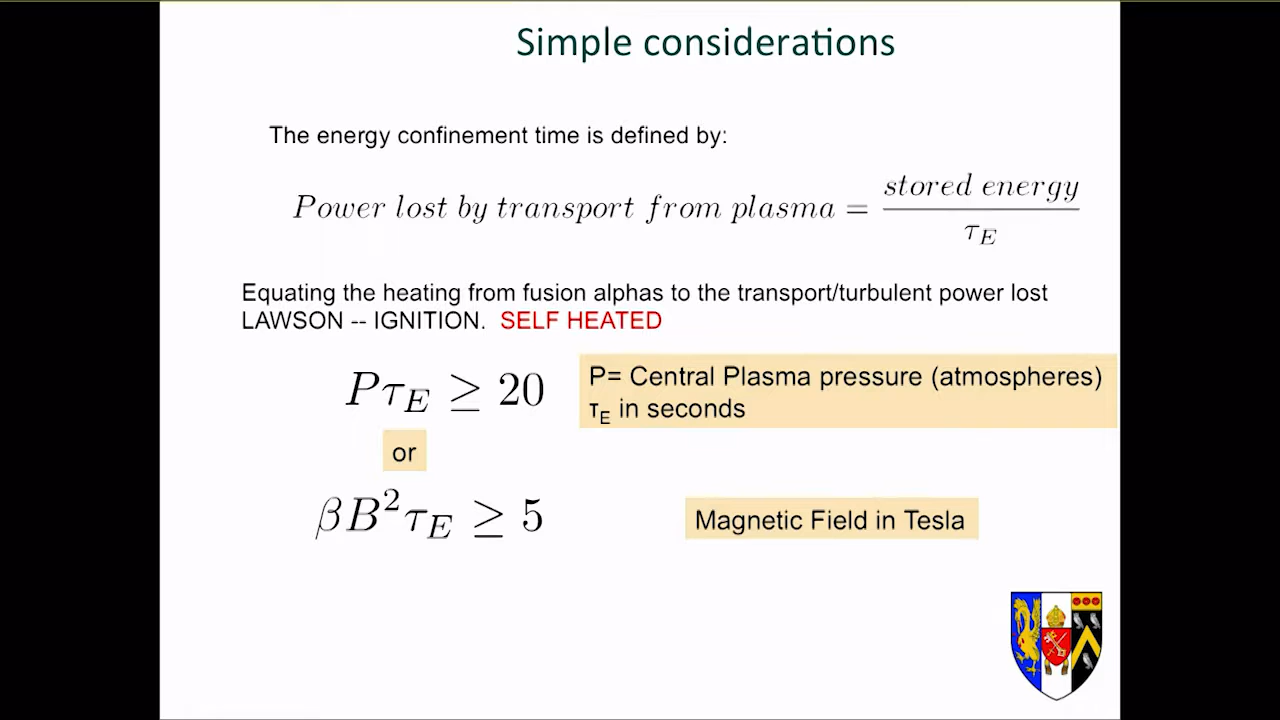 Simple considerations
The energy confinement time is defined by:
Power lost by transport from plasma = stored energy / τ_E
Equating the heating from fusion alphas to the transport/turbulent power lost
LAWSON -- IGNITION. SELF HEATED
Pτ_E ≥ 20
P= Central Plasma pressure (atmospheres)
τ_E in seconds
or
βB²τ_E ≥ 5
Magnetic Field in Tesla